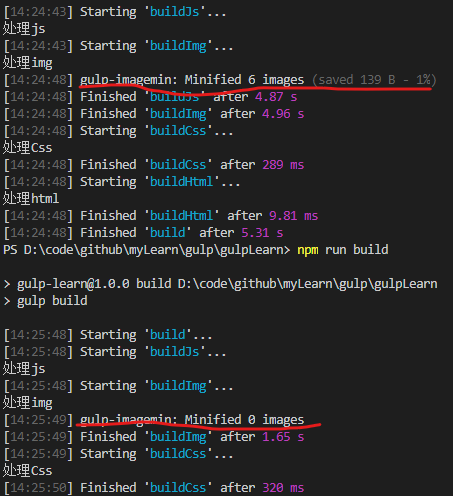 [14:24:43] Starting 'buildJs'...
处理js
[14:24:43] Starting 'buildImg'...
处理img
[14:24:48] gulp-imagemin: Minified 6 images (saved 139 B - 1%)
[14:24:48] Finished 'buildJs' after 4.87 s
[14:24:48] Finished 'buildImg' after 4.96 s
[14:24:48] Starting 'buildCss'...
处理Css
[14:24:48] Finished 'buildCss' after 289 ms
[14:24:48] Starting 'buildHtml'...
处理html
[14:24:48] Finished 'buildHtml' after 9.81 ms
[14:24:48] Finished 'build' after 5.31 s
PS D:\code\github\myLearn\gulp\gulpLearn> npm run build
> gulp-learn@1.0.0 build D:\code\github\myLearn\gulp\gulpLearn
> gulp build
[14:25:48] Starting 'build'...
[14:25:48] Starting 'buildJs'...
处理js
[14:25:48] Starting 'buildImg'...
处理img
[14:25:49] gulp-imagemin: Minified 0 images
[14:25:49] Finished 'buildImg' after 1.65 s
[14:25:49] Starting 'buildCss'...
处理Css
[14:25:50] Finished 'buildCss' after 320 ms